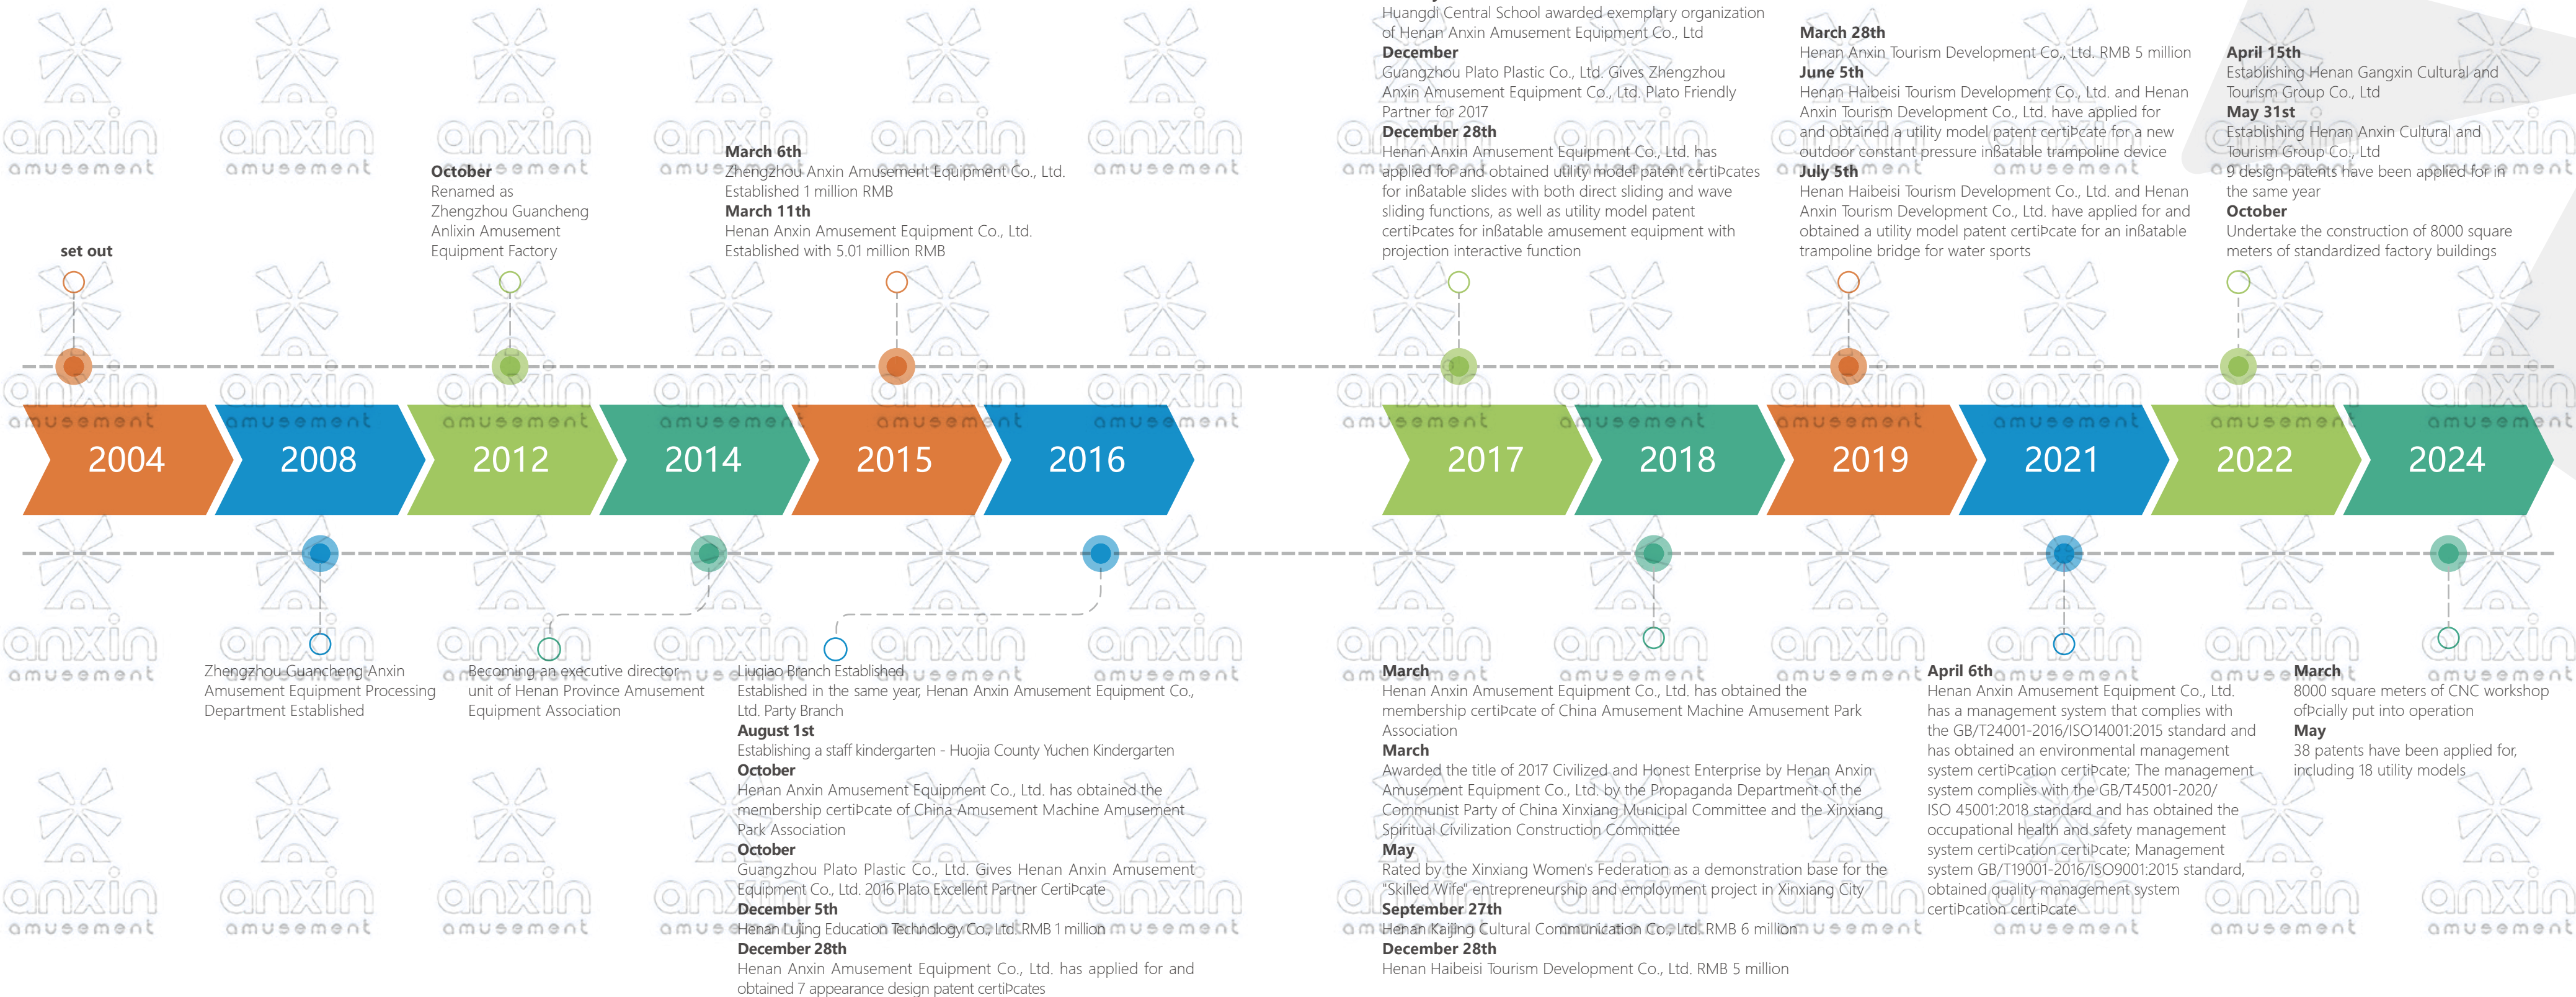 set out
October
Renamed as
Zhengzhou Guancheng
Anlixin Amusement
Equipment Factory
March 6th
Zhengzhou Anxin Amusement Equipment Co., Ltd.
Established 1 million RMB
March 11th
Henan Anxin Amusement Equipment Co., Ltd.
Established with 5.01 million RMB
Huangdi Central School awarded exemplary organization
of Henan Anxin Amusement Equipment Co., Ltd
December
Guangzhou Plato Plastic Co., Ltd. Gives Zhengzhou
Anxin Amusement Equipment Co., Ltd. Plato Friendly
Partner for 2017
December 28th
Henan Anxin Amusement Equipment Co., Ltd. has
applied for and obtained utility model patent certiÞcates
for inßatable slides with both direct sliding and wave
sliding functions, as well as utility model patent
certiÞcates for inßatable amusement equipment with
projection interactive function
March 28th
Henan Anxin Tourism Development Co., Ltd. RMB 5 million
June 5th
Henan Haibeisi Tourism Development Co., Ltd. and Henan
Anxin Tourism Development Co., Ltd. have applied for
and obtained a utility model patent certiÞcate for a new
outdoor constant pressure inßatable trampoline device
July 5th
Henan Haibeisi Tourism Development Co., Ltd. and Henan
Anxin Tourism Development Co., Ltd. have applied for and
obtained a utility model patent certiÞcate for an inßatable
trampoline bridge for water sports
April 15th
Establishing Henan Gangxin Cultural and
Tourism Group Co., Ltd
May 31st
Establishing Henan Anxin Cultural and
Tourism Group Co., Ltd
9 design patents have been applied for in
the same year
October
Undertake the construction of 8000 square
meters of standardized factory buildings
2004
2008
2012
2014
2015
2016
2017
2018
2019
2021
2022
2024
Zhengzhou Guancheng Anxin
Amusement Equipment Processing
Department Established
Becoming an executive director
unit of Henan Province Amusement
Equipment Association
Liuqiao Branch Established
Established in the same year, Henan Anxin Amusement Equipment Co.,
Ltd. Party Branch
August 1st
Establishing a staff kindergarten - Huojia County Yuchen Kindergarten
October
Henan Anxin Amusement Equipment Co., Ltd. has obtained the
membership certiÞcate of China Amusement Machine Amusement
Park Association
October
Guangzhou Plato Plastic Co., Ltd. Gives Henan Anxin Amusement
Equipment Co., Ltd. 2016 Plato Excellent Partner CertiÞcate
December 5th
Henan Lujing Education Technology Co., Ltd. RMB 1 million
December 28th
Henan Anxin Amusement Equipment Co., Ltd. has applied for and
obtained 7 appearance design patent certiÞcates
March
Henan Anxin Amusement Equipment Co., Ltd. has obtained the
membership certiÞcate of China Amusement Machine Amusement Park
Association
March
Awarded the title of 2017 Civilized and Honest Enterprise by Henan Anxin
Amusement Equipment Co., Ltd. by the Propaganda Department of the
Communist Party of China Xinxiang Municipal Committee and the Xinxiang
Spiritual Civilization Construction Committee
May
Rated by the Xinxiang Women's Federation as a demonstration base for the
"Skilled Wife" entrepreneurship and employment project in Xinxiang City
September 27th
Henan Kaijing Cultural Communication Co., Ltd. RMB 6 million
December 28th
Henan Haibeisi Tourism Development Co., Ltd. RMB 5 million
April 6th
Henan Anxin Amusement Equipment Co., Ltd.
has a management system that complies with
the GB/T24001-2016/ISO14001:2015 standard and
has obtained an environmental management
system certiÞcation certiÞcate; The management
system complies with the GB/T45001-2020/
ISO 45001:2018 standard and has obtained the
occupational health and safety management
system certiÞcation certiÞcate; Management
system GB/T19001-2016/ISO9001:2015 standard,
obtained quality management system
certiÞcation certiÞcate
March
8000 square meters of CNC workshop
ofÞcially put into operation
May
38 patents have been applied for,
including 18 utility models
anxin
amusement